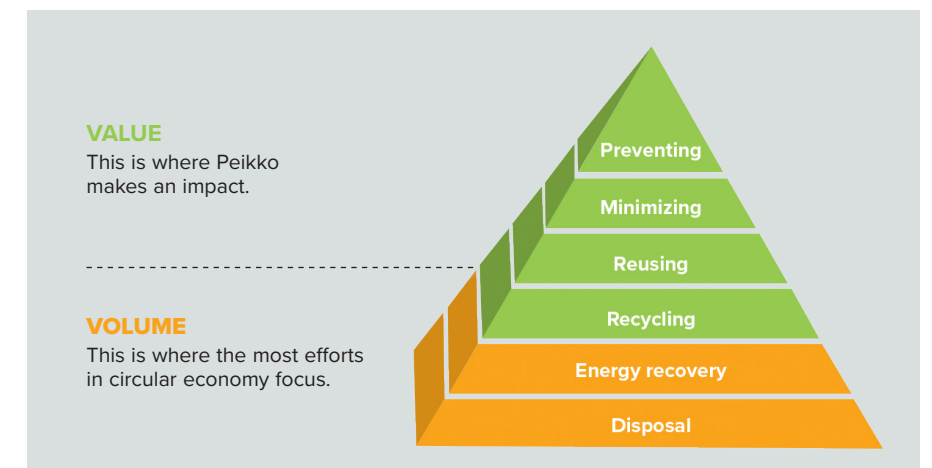 VALUE
This is where Peikko
makes an impact.
VOLUME
This is where the most efforts
in circular economy focus.
Preventing
Minimizing
Reusing
Recycling
Energy recovery
Disposal